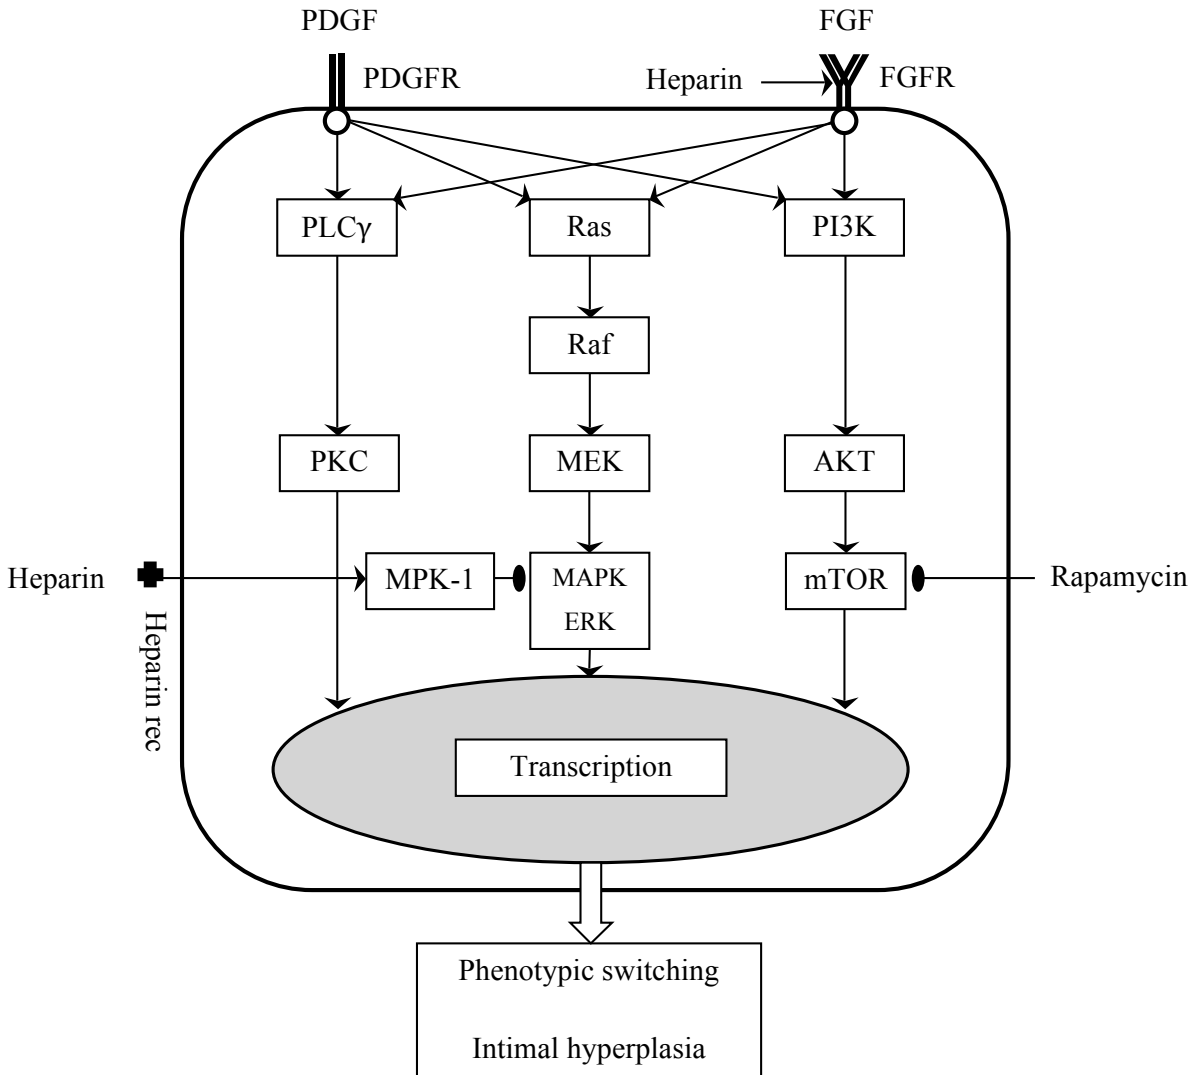 PDGF
FGF
PDGFR
Heparin
FGFR
PLCγ
Ras
PI3K
Raf
PKC
MEK
AKT
Heparin
MPK-1
MAPK
ERK
mTOR
Rapamycin
Heparin rec
Transcription
Phenotypic switching
Intimal hyperplasia